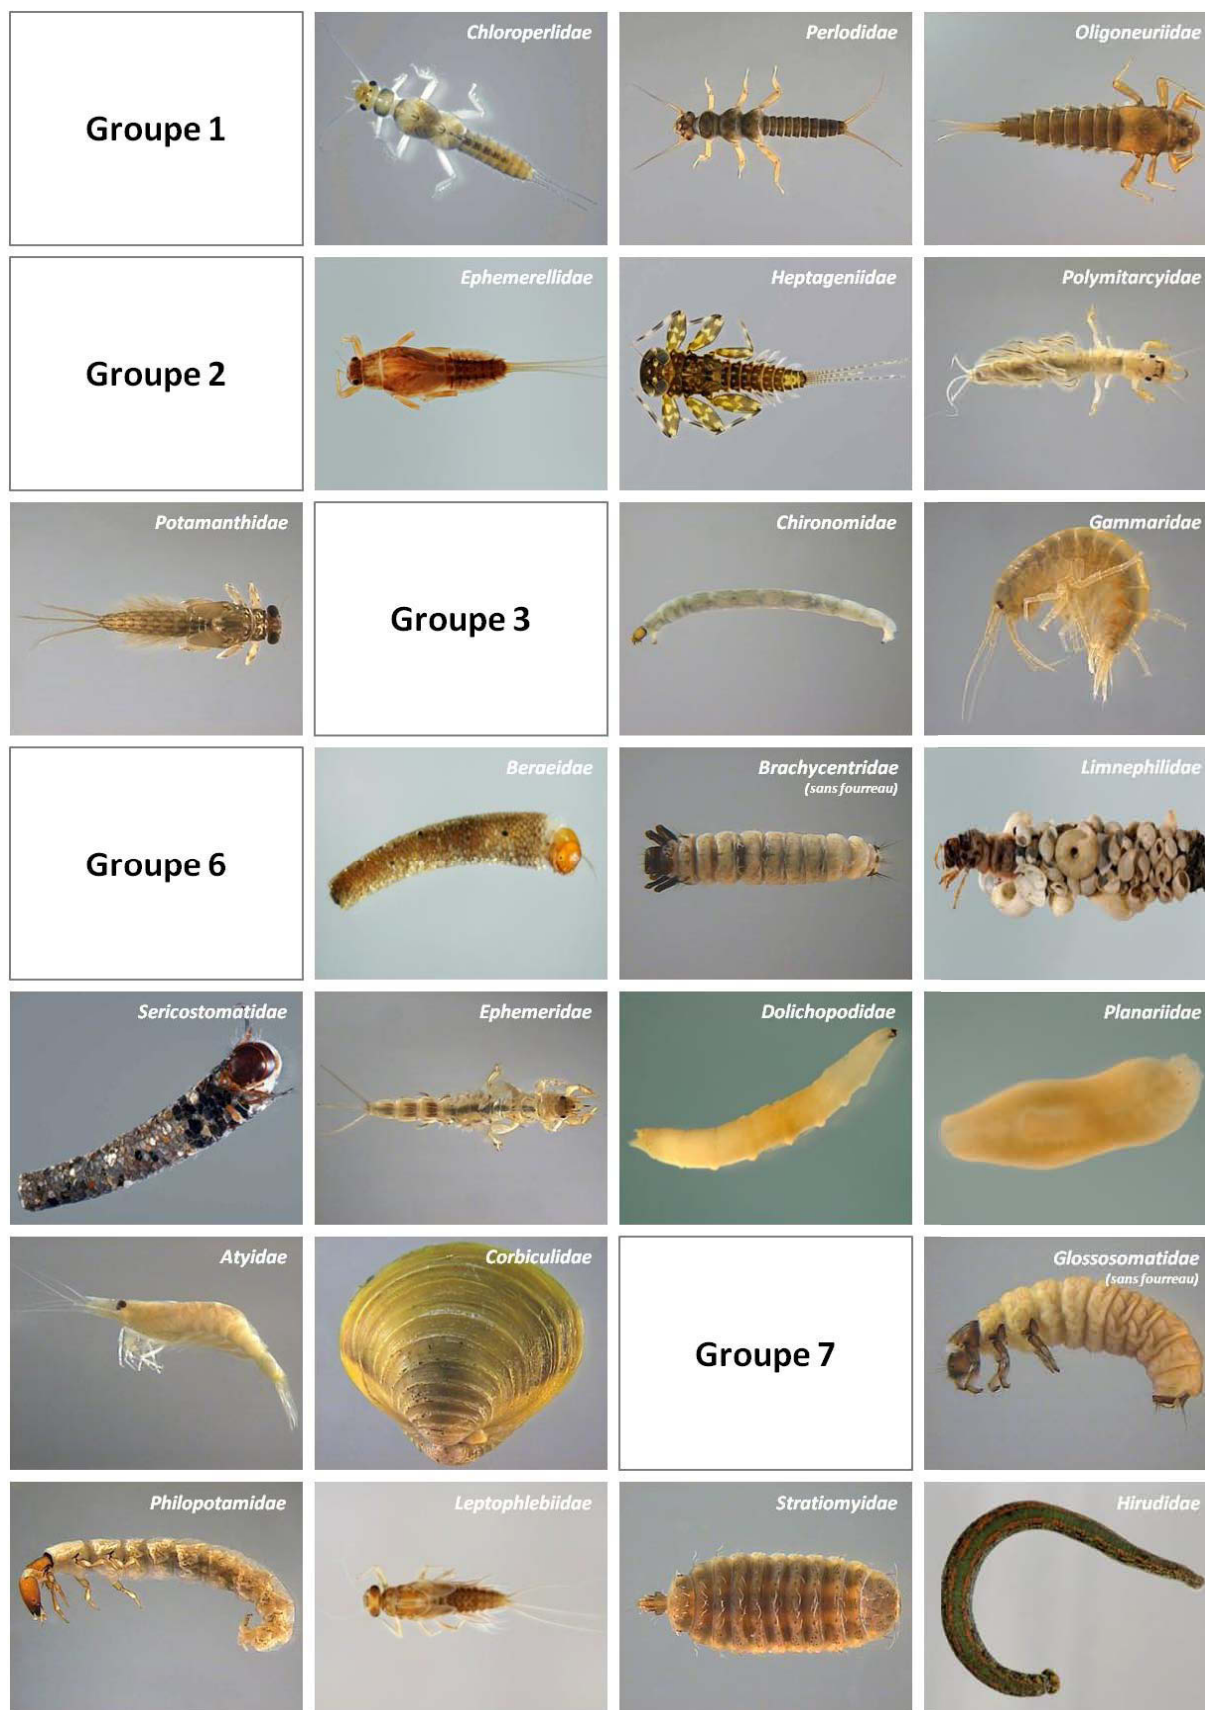 Groupe 1
Chloroperlidae
Perlodidae
Oligoneuriidae
Groupe 2
Ephemerellidae
Heptageniidae
Polymitarcyidae
Potamanthidae
Groupe 3
Chironomidae
Gammaridae
Groupe 6
Beraeidae
Brachycentridae
(sans fourreau)
Limnephilidae
Sericostomatidae
Ephemeridae
Dolichopodidae
Planariidae
Atyidae
Corbiculidae
Groupe 7
Glossosomatidae
(sans fourreau)
Philopotamidae
Leptophlebiidae
Stratiomyidae
Hirudidae